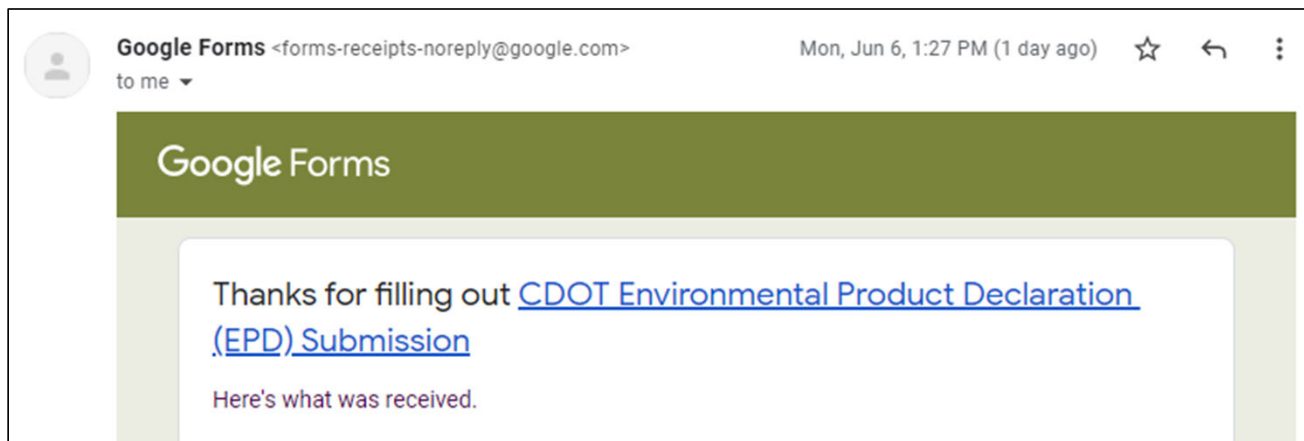 Google Forms <forms-receipts-noreply@google.com> Mon, Jun 6, 1:27 PM (1 day ago)
to me
Google Forms
Thanks for filling out CDOT Environmental Product Declaration
(EPD) Submission
Here's what was received.